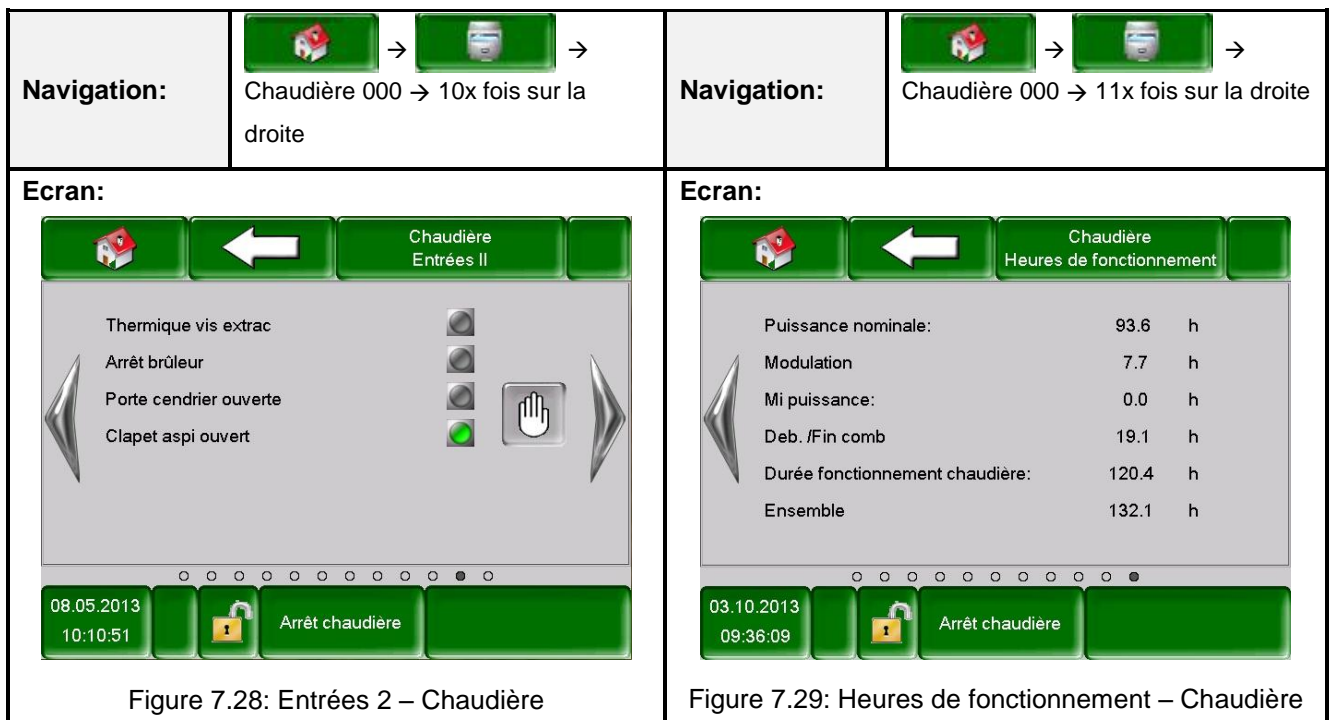 Navigation:
→ →
Chaudière 000 → 10x fois sur la
droite
Navigation:
→ →
Chaudière 000 → 11x fois sur la droite
Ecran:
Chaudière
Entrées II
Thermique vis extrac
Arrêt brûleur
Porte cendrier ouverte
Clapet aspi ouvert
08.05.2013
10:10:51
Arrêt chaudière
Figure 7.28: Entrées 2 – Chaudière
Ecran:
Chaudière
Heures de fonctionnement
Puissance nominale: 93.6 h
Modulation 7.7 h
Mi puissance: 0.0 h
Deb. /Fin comb 19.1 h
Durée fonctionnement chaudière: 120.4 h
Ensemble 132.1 h
03.10.2013
09:36:09
Arrêt chaudière
Figure 7.29: Heures de fonctionnement – Chaudière